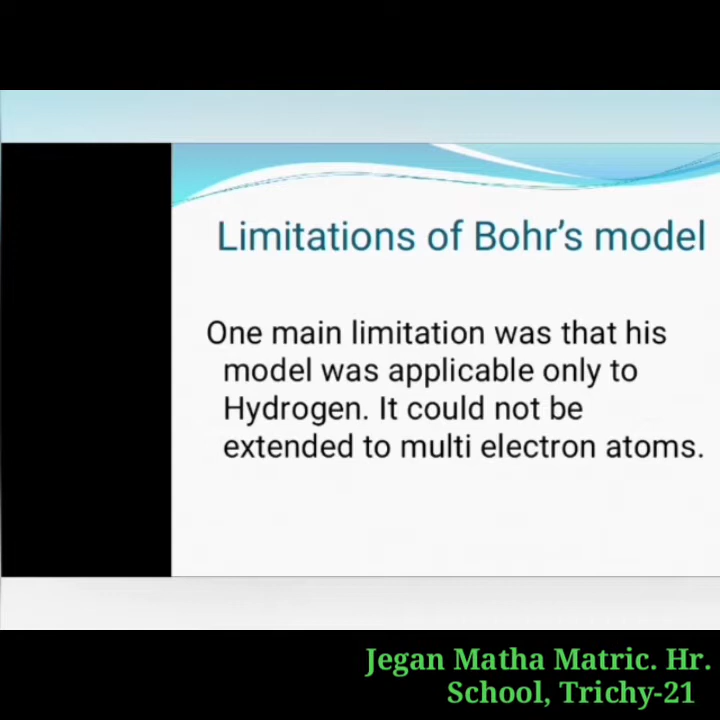 Limitations of Bohr’s model
One main limitation was that his
model was applicable only to
Hydrogen. It could not be
extended to multi electron atoms.
Jegan Matha Matric. Hr.
School, Trichy-21